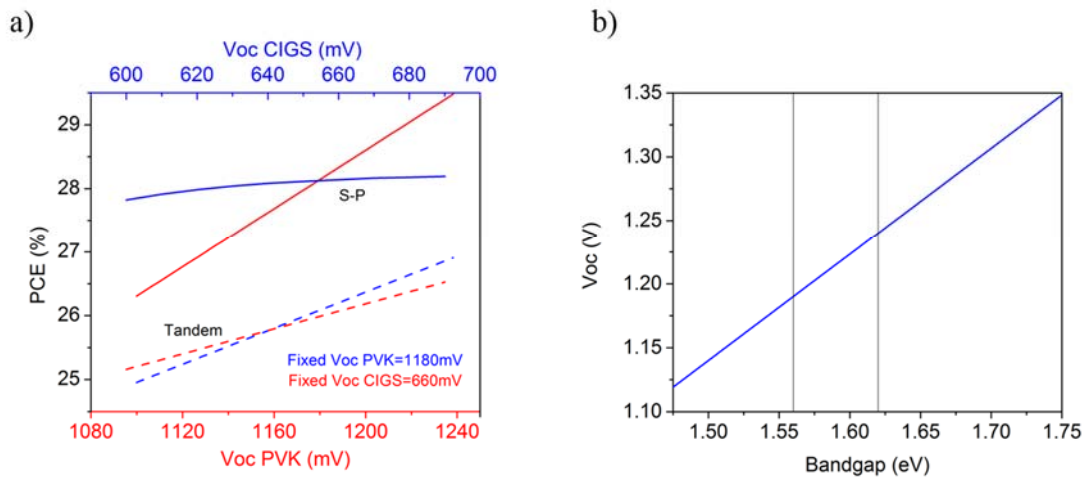 a)
Voc CIGS (mV)
600 620 640 660 680 700
29
28
27
26
25
PCE (%)
S-P
Tandem
Fixed Voc PVK=1180mV
Fixed Voc CIGS=660mV
1080 1120 1160 1200 1240
Voc PVK (mV)
b)
1.35
1.30
1.25
1.20
1.15
1.10
Voc (V)
1.50 1.55 1.60 1.65 1.70 1.75
Bandgap (eV)